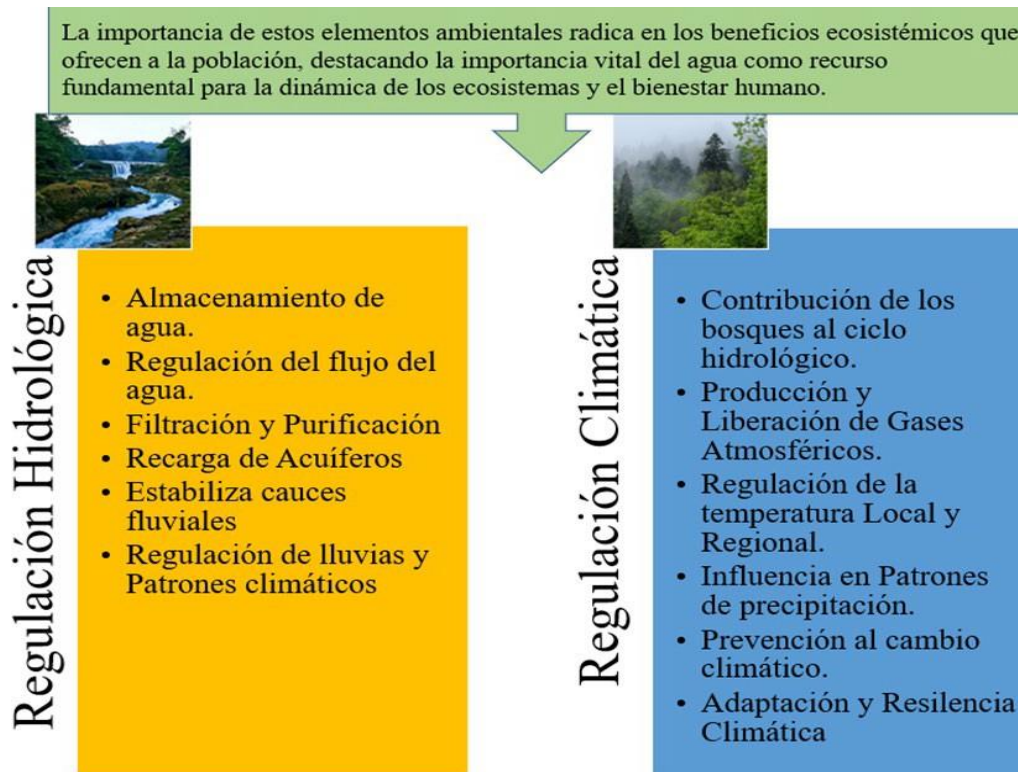 La importancia de estos elementos ambientales radica en los beneficios ecosistémicos que
ofrecen a la población, destacando la importancia vital del agua como recurso
fundamental para la dinámica de los ecosistemas y el bienestar humano.
Regulación Hidrológica
• Almacenamiento de
agua.
• Regulación del flujo del
agua.
• Filtración y Purificación
• Recarga de Acuíferos
• Estabiliza cauces
fluviales
• Regulación de lluvias y
Patrones climáticos
Regulación Climática
• Contribución de los
bosques al ciclo
hidrológico.
• Producción y
Liberación de Gases
Atmosféricos.
• Regulación de la
temperatura Local y
Regional.
• Influencia en Patrones
de precipitación.
• Prevención al cambio
climático.
• Adaptación y Resilencia
Climática